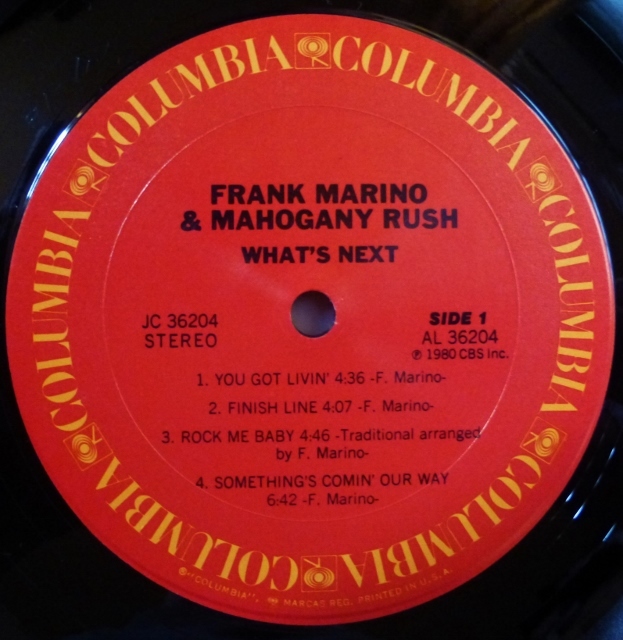 COLUMBIA COLUMBIA COLUMBIA COLUMBIA COLUMBIA COLUMBIA
FRANK MARINO
& MAHOGANY RUSH
WHAT'S NEXT
JC 36204
STEREO
SIDE 1
AL 36204
℗ 1980 CBS Inc.
1. YOU GOT LIVIN' 4:36 -F. Marino-
2. FINISH LINE 4:07 -F. Marino-
3. ROCK ME BABY 4:46 -Traditional arranged
by F. Marino-
4. SOMETHING'S COMIN' OUR WAY
6:42 -F. Marino-
®"COLUMBIA", MARCAS REG. PRINTED IN U.S.A.